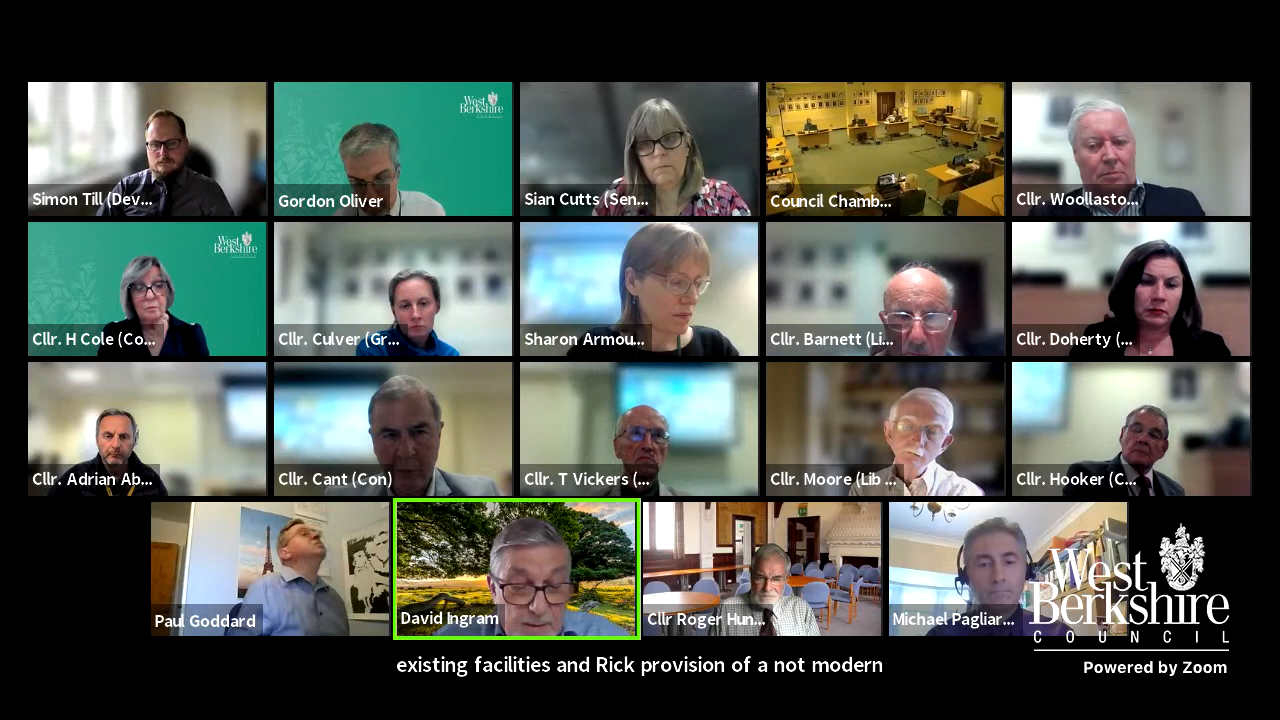 West
Berkshire
Simon Till (Dev...
Gordon Oliver
Sian Cutts (Sen...
Council Chamb...
Cllr. Woollasto...
West
Berkshire
Cllr. H Cole (Co...
Cllr. Culver (Gr...
Sharon Armou...
Cllr. Barnett (Li...
Cllr. Doherty (...
Cllr. Adrian Ab...
Cllr. Cant (Con)
Cllr. T Vickers (...
Cllr. Moore (Lib ...
Cllr. Hooker (C...
Paul Goddard
David Ingram
Cllr Roger Hun...
Michael Pagliar...
West
Berkshire
COUNCIL
Powered by Zoom
existing facilities and Rick provision of a not modern